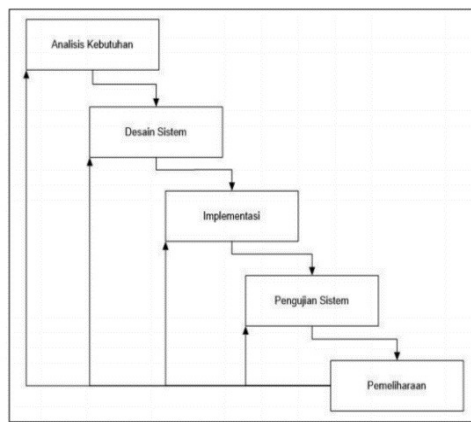 Analisis Kebutuhan
Desain Sistem
Implementasi
Pengujian Sistem
Pemeliharaan